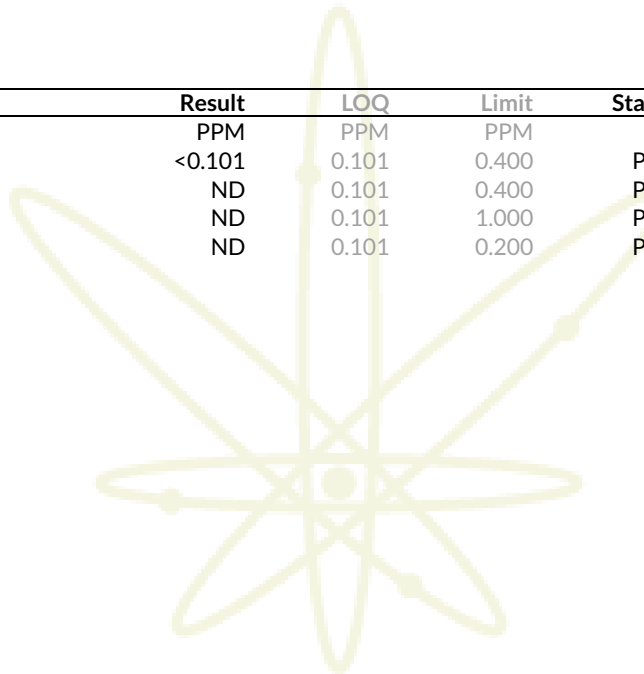 Result LOQ Limit Sta
PPM PPM PPM
<0.101 0.101 0.400 P
ND 0.101 0.400 P
ND 0.101 1.000 P
ND 0.101 0.200 P